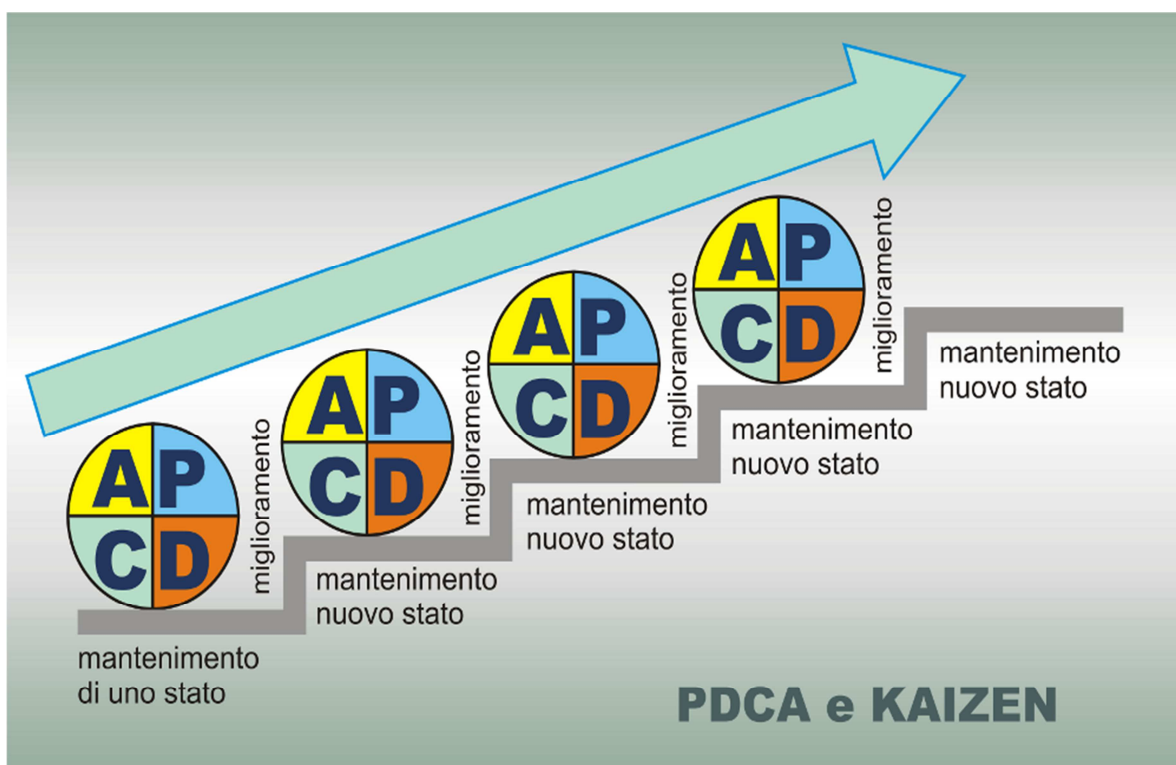 A P
C D
mantenimento
di uno stato
miglioramento
A P
C D
mantenimento
nuovo stato
miglioramento
A P
C D
mantenimento
nuovo stato
miglioramento
A P
C D
mantenimento
nuovo stato
miglioramento
mantenimento
nuovo stato
PDCA e KAIZEN